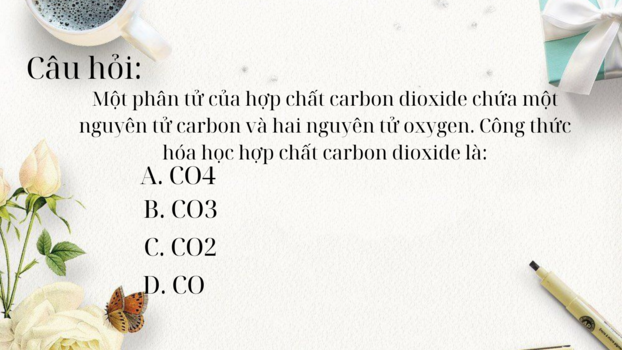 Câu hỏi:
Một phân tử của hợp chất carbon dioxide chứa một
nguyên tử carbon và hai nguyên tử oxygen. Công thức
hóa học hợp chất carbon dioxide là:
A. CO4
B. CO3
C. CO2
D. CO